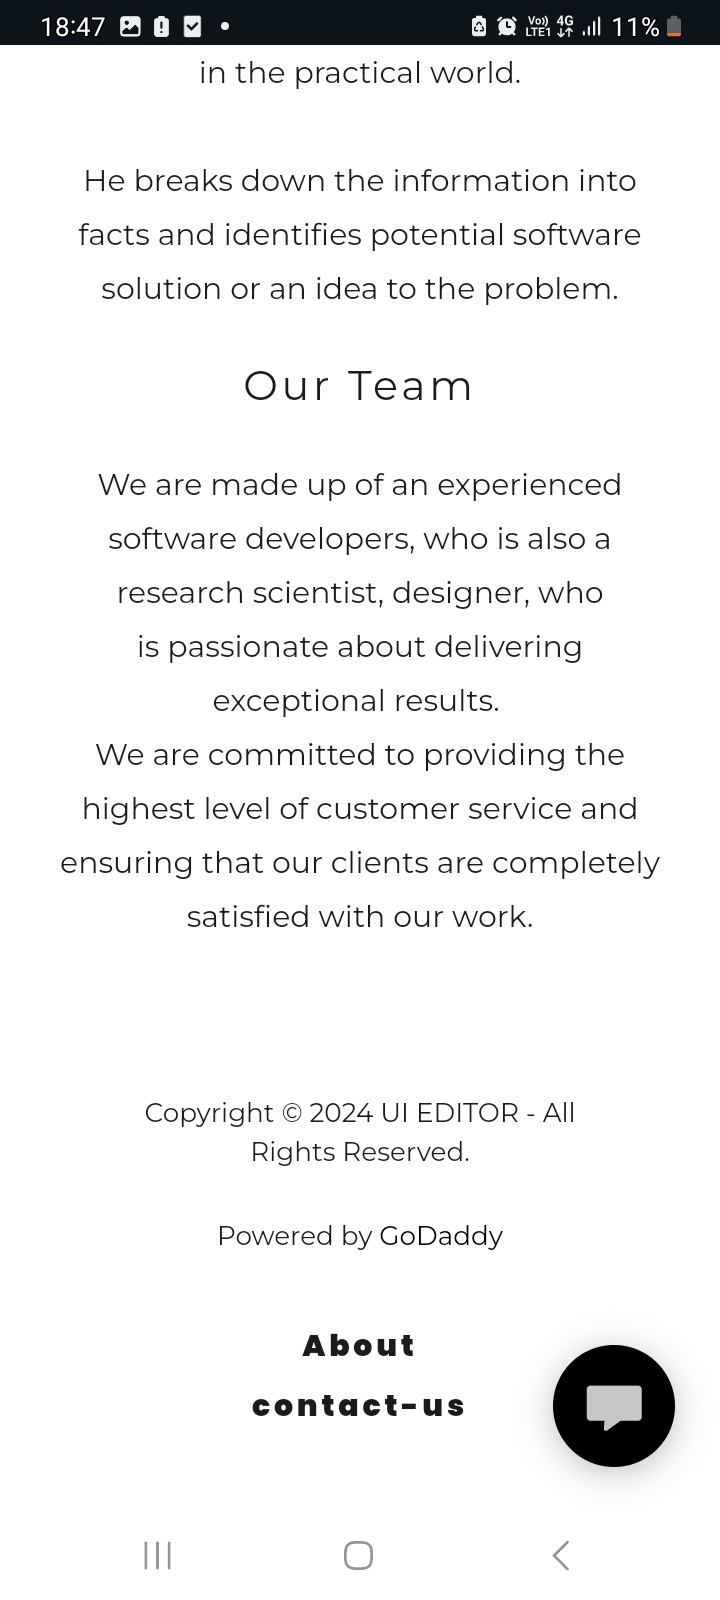 18:47
Vo)) 4G
LTE1
11%
in the practical world.
He breaks down the information into
facts and identifies potential software
solution or an idea to the problem.
Our Team
We are made up of an experienced
software developers, who is also a
research scientist, designer, who
is passionate about delivering
exceptional results.
We are committed to providing the
highest level of customer service and
ensuring that our clients are completely
satisfied with our work.
Copyright © 2024 UI EDITOR - All
Rights Reserved.
Powered by GoDaddy
About
contact-us